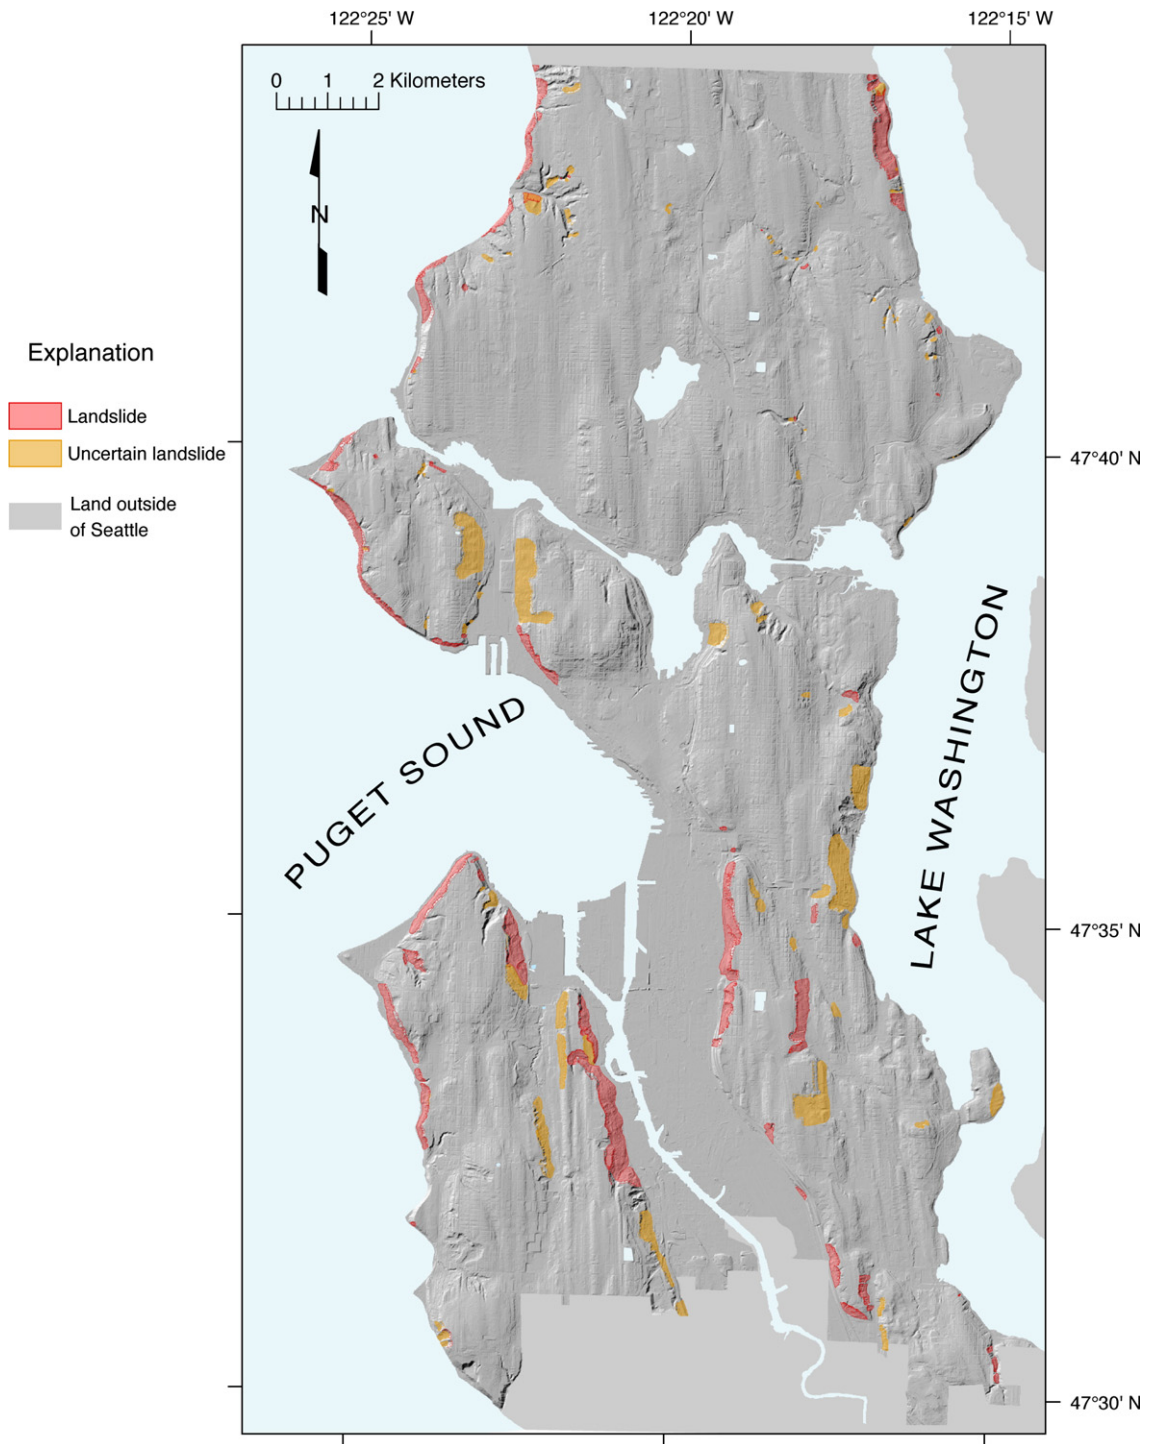 122°25' W
122°20' W
122°15' W
0 1 2 Kilometers
N
Explanation
Landslide
Uncertain landslide
Land outside
of Seattle
47°40' N
PUGET SOUND
LAKE WASHINGTON
47°35' N
47°30' N